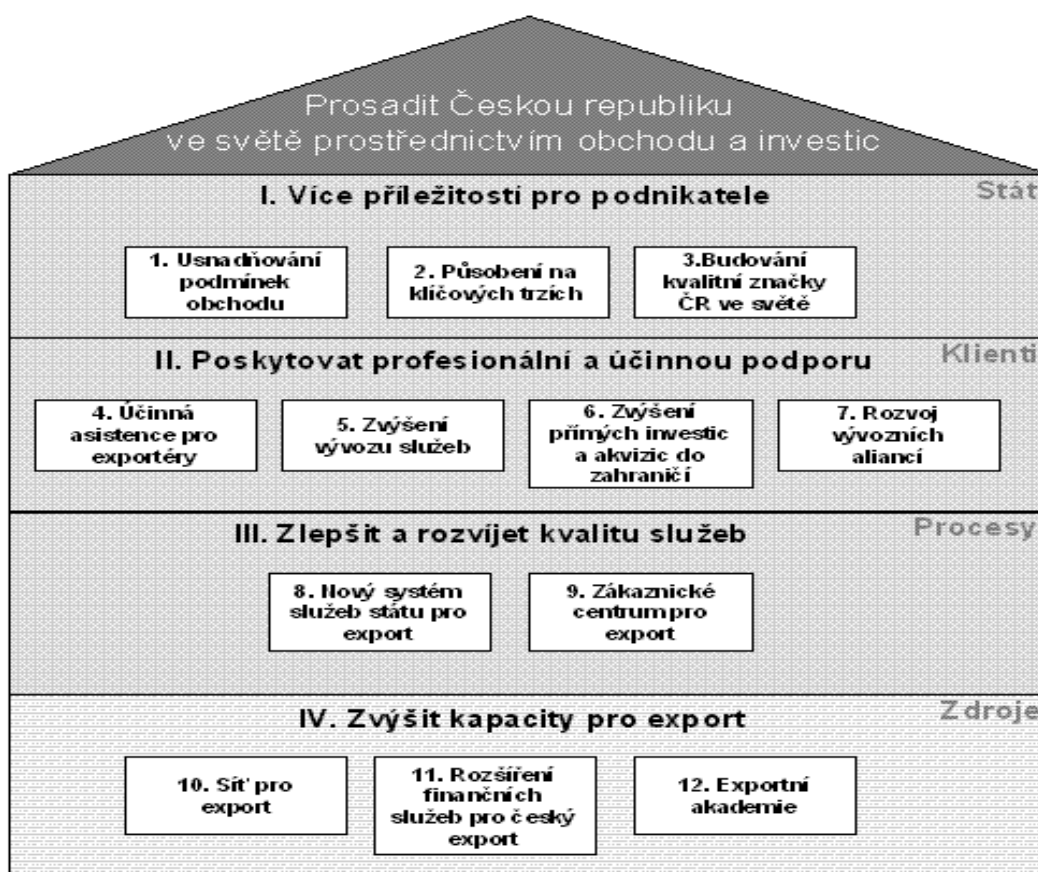 Prosadit Českou republiku
ve světě prostřednictvím obchodu a investic
I. Více příležitostí pro podnikatele
Stát
1. Usnadňování
podmínek
obchodu
2. Působení na
klíčových trzích
3.Budování
kvalitní značky
ČR ve světě
II. Poskytovat profesionální a účinnou podporu
Klienti
4. Účinná
asistence pro
exportéry
5. Zvýšení
vývozu služeb
6. Zvýšení
přímých investic
a akvizic do
zahraničí
7. Rozvoj
vývozních
aliancí
III. Zlepšit a rozvíjet kvalitu služeb
Procesy
8. Nový systém
služeb státu pro
export
9. Zákaznické
centrum pro
export
IV. Zvýšit kapacity pro export
Zdroje
10. Síť pro
export
11. Rozšíření
finančních
služeb pro český
export
12. Exportní
akademie